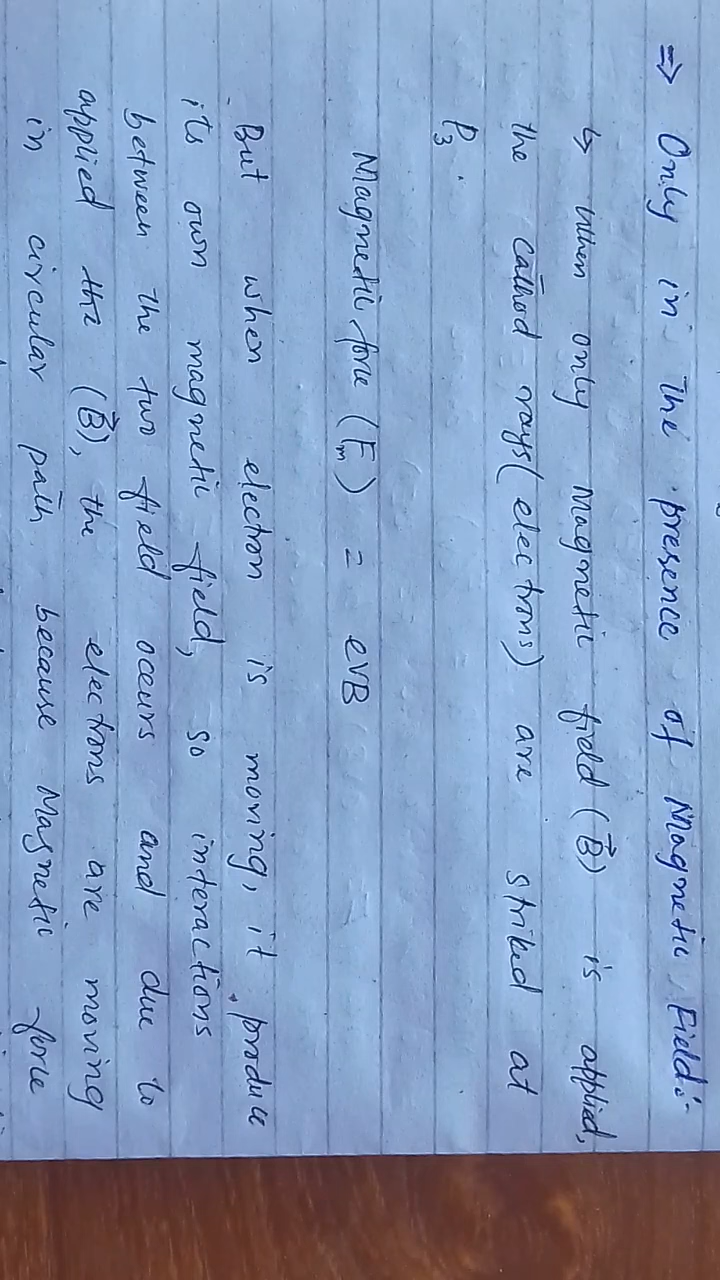 ⇒ Only in the presence of Magnetic Field:-
↳ When only Magnetic field (B⃗) is applied,
the cathod rays (electrons) are striked at
P₃.
Magnetic force (Fₘ) = evB
But when election is moving, it produce
its own magnetic field, so interactions
between the two field occurs and due to
applied the (B⃗), the electrons are moving
in circular path because Magnetic force